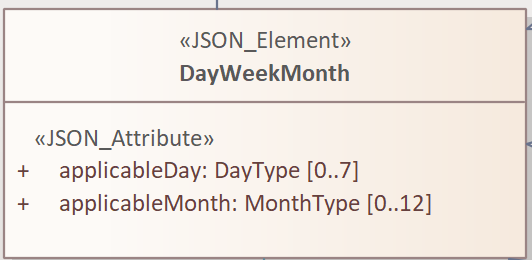 «JSON_Element»
DayWeekMonth
«JSON_Attribute»
+ applicableDay: DayType [0..7]
+ applicableMonth: MonthType [0..12]